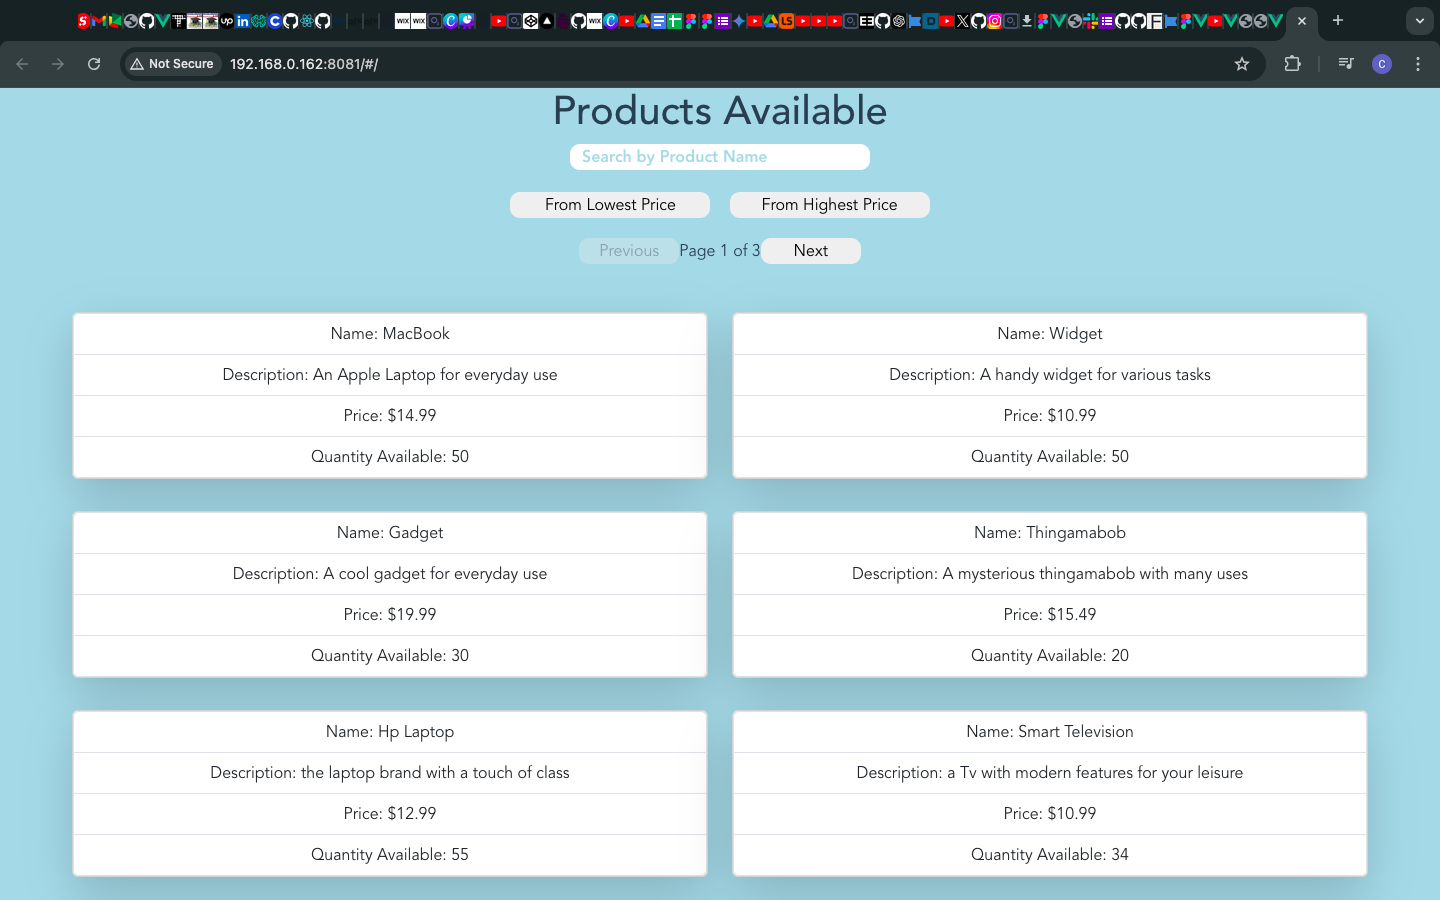 Not Secure 192.168.0.162:8081/#/ C
Products Available
Search by Product Name
From Lowest Price From Highest Price
Previous Page 1 of 3 Next
Name: MacBook
Description: An Apple Laptop for everyday use
Price: $14.99
Quantity Available: 50
Name: Widget
Description: A handy widget for various tasks
Price: $10.99
Quantity Available: 50
Name: Gadget
Description: A cool gadget for everyday use
Price: $19.99
Quantity Available: 30
Name: Thingamabob
Description: A mysterious thingamabob with many uses
Price: $15.49
Quantity Available: 20
Name: Hp Laptop
Description: the laptop brand with a touch of class
Price: $12.99
Quantity Available: 55
Name: Smart Television
Description: a Tv with modern features for your leisure
Price: $10.99
Quantity Available: 34